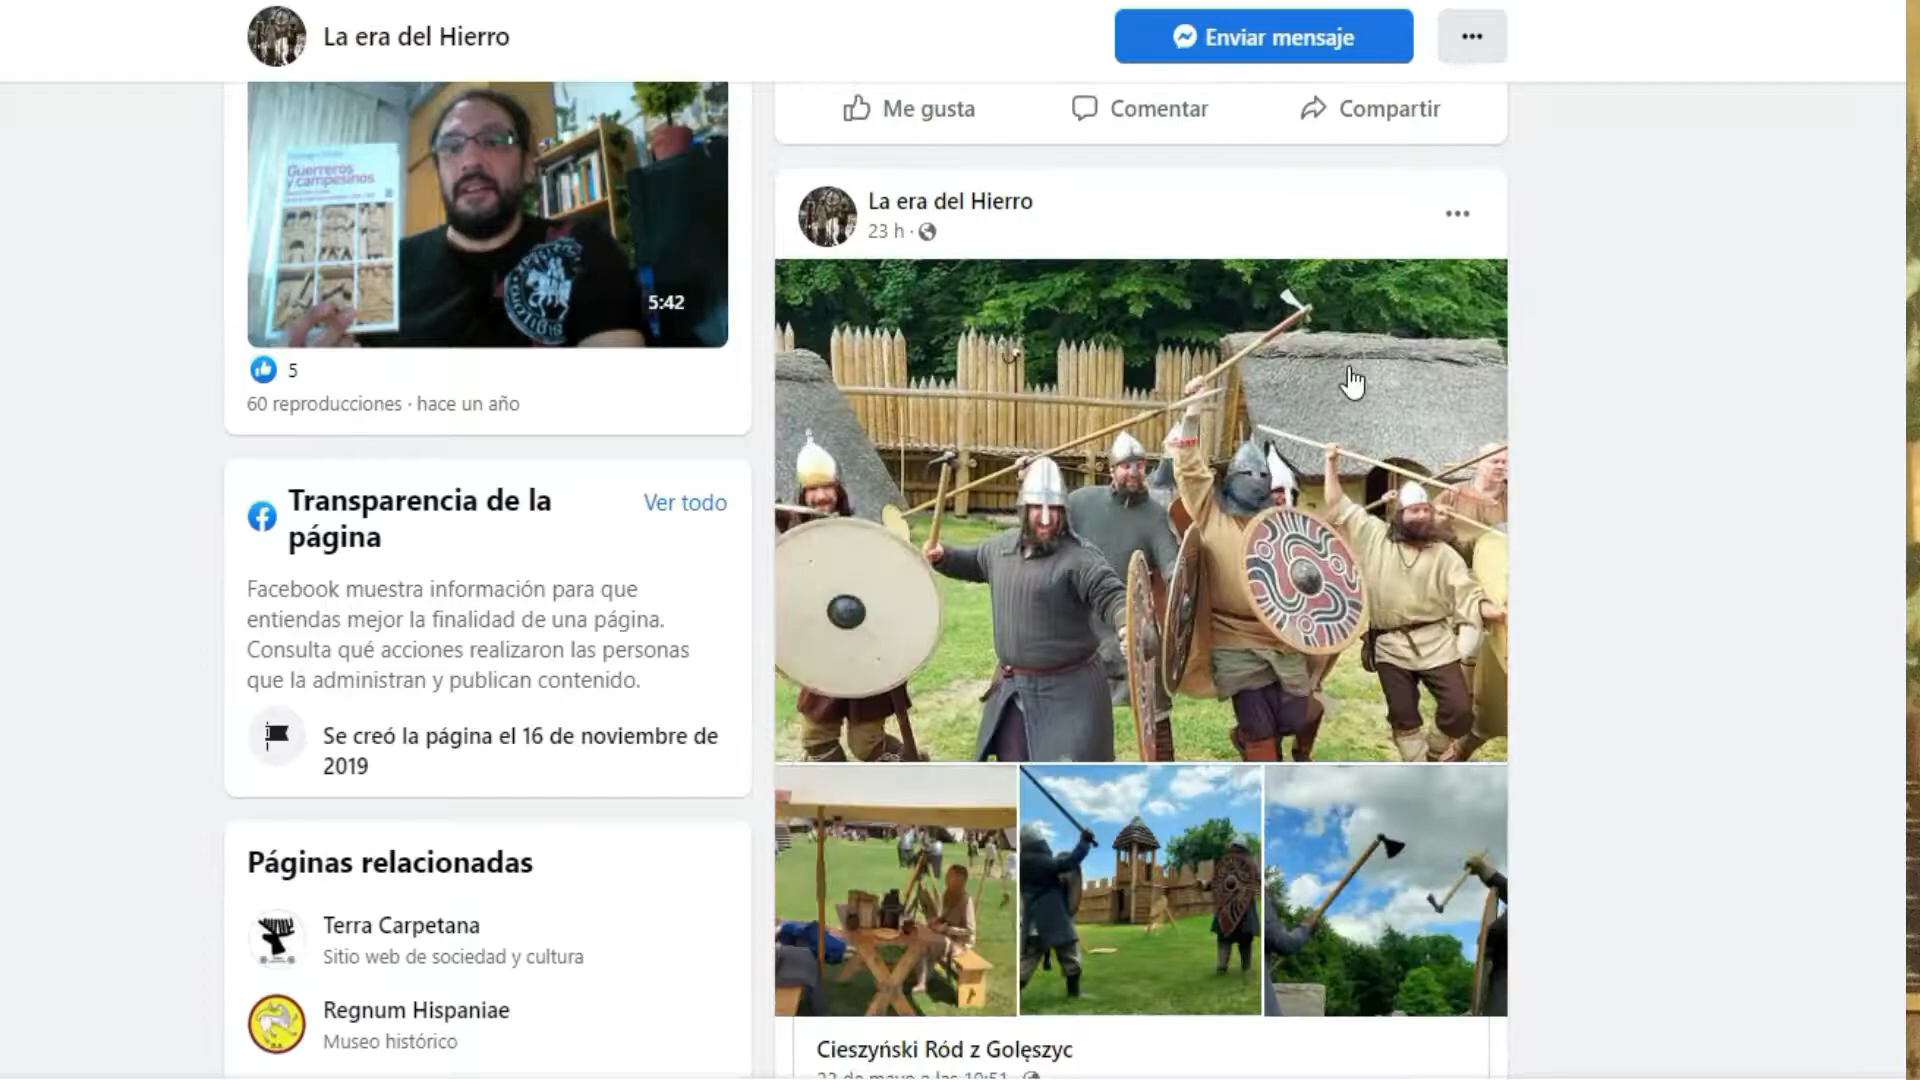 La era del Hierro
Enviar mensaje
Guerreros
y campesinos
5:42
5
60 reproducciones · hace un año
Transparencia de la
página
Ver todo
Facebook muestra información para que
entiendas mejor la finalidad de una página.
Consulta qué acciones realizaron las personas
que la administran y publican contenido.
Se creó la página el 16 de noviembre de
2019
Páginas relacionadas
Terra Carpetana
Sitio web de sociedad y cultura
Regnum Hispaniae
Museo histórico
Me gusta
Comentar
Compartir
La era del Hierro
23 h ·
Cieszyński Ród z Golęszyc